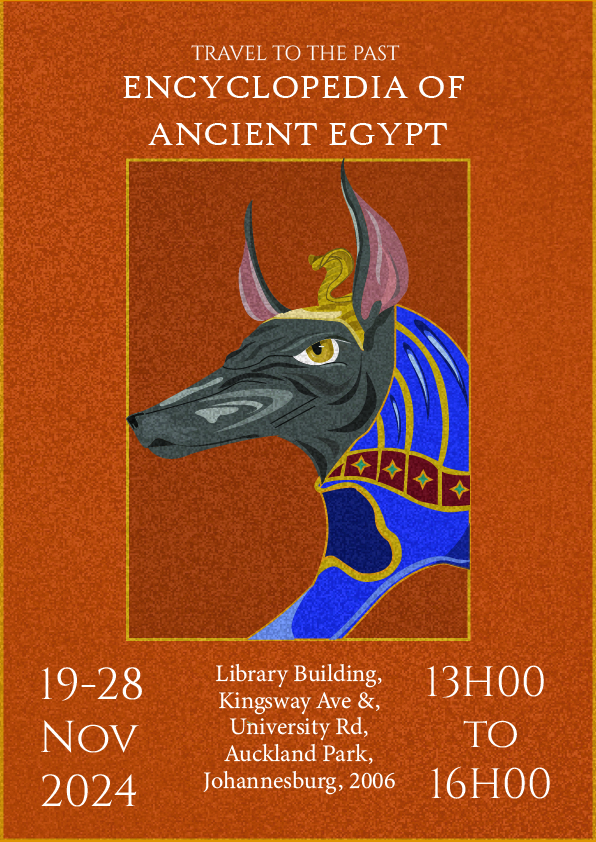 TRAVEL TO THE PAST
ENCYCLOPEDIA OF
ANCIENT EGYPT
19-28
NOV
2024
Library Building,
Kingsway Ave &,
University Rd,
Auckland Park,
Johannesburg, 2006
13H00
TO
16H00